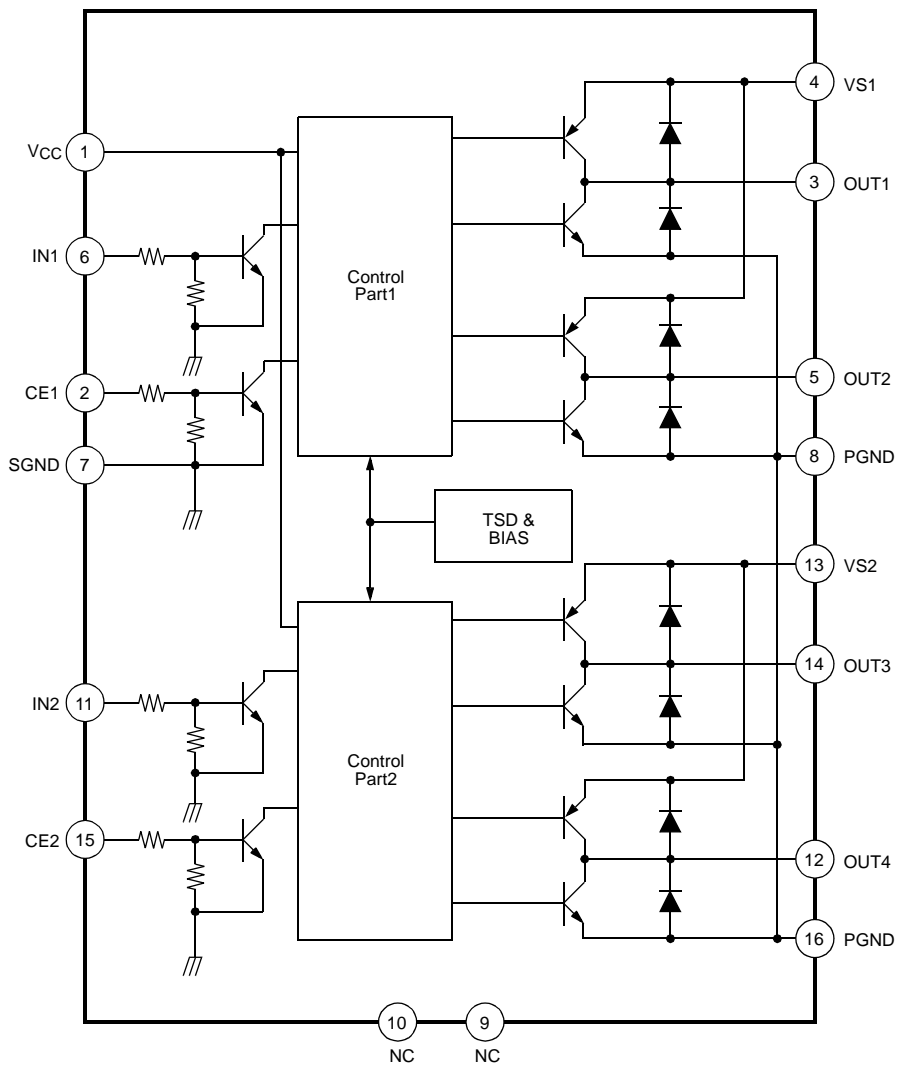 4 VS1
VCC 1
3 OUT1
IN1 6
Control
Part1
CE1 2
5 OUT2
SGND 7
8 PGND
TSD &
BIAS
13 VS2
14 OUT3
IN2 11
Control
Part2
CE2 15
12 OUT4
16 PGND
10 9
NC NC